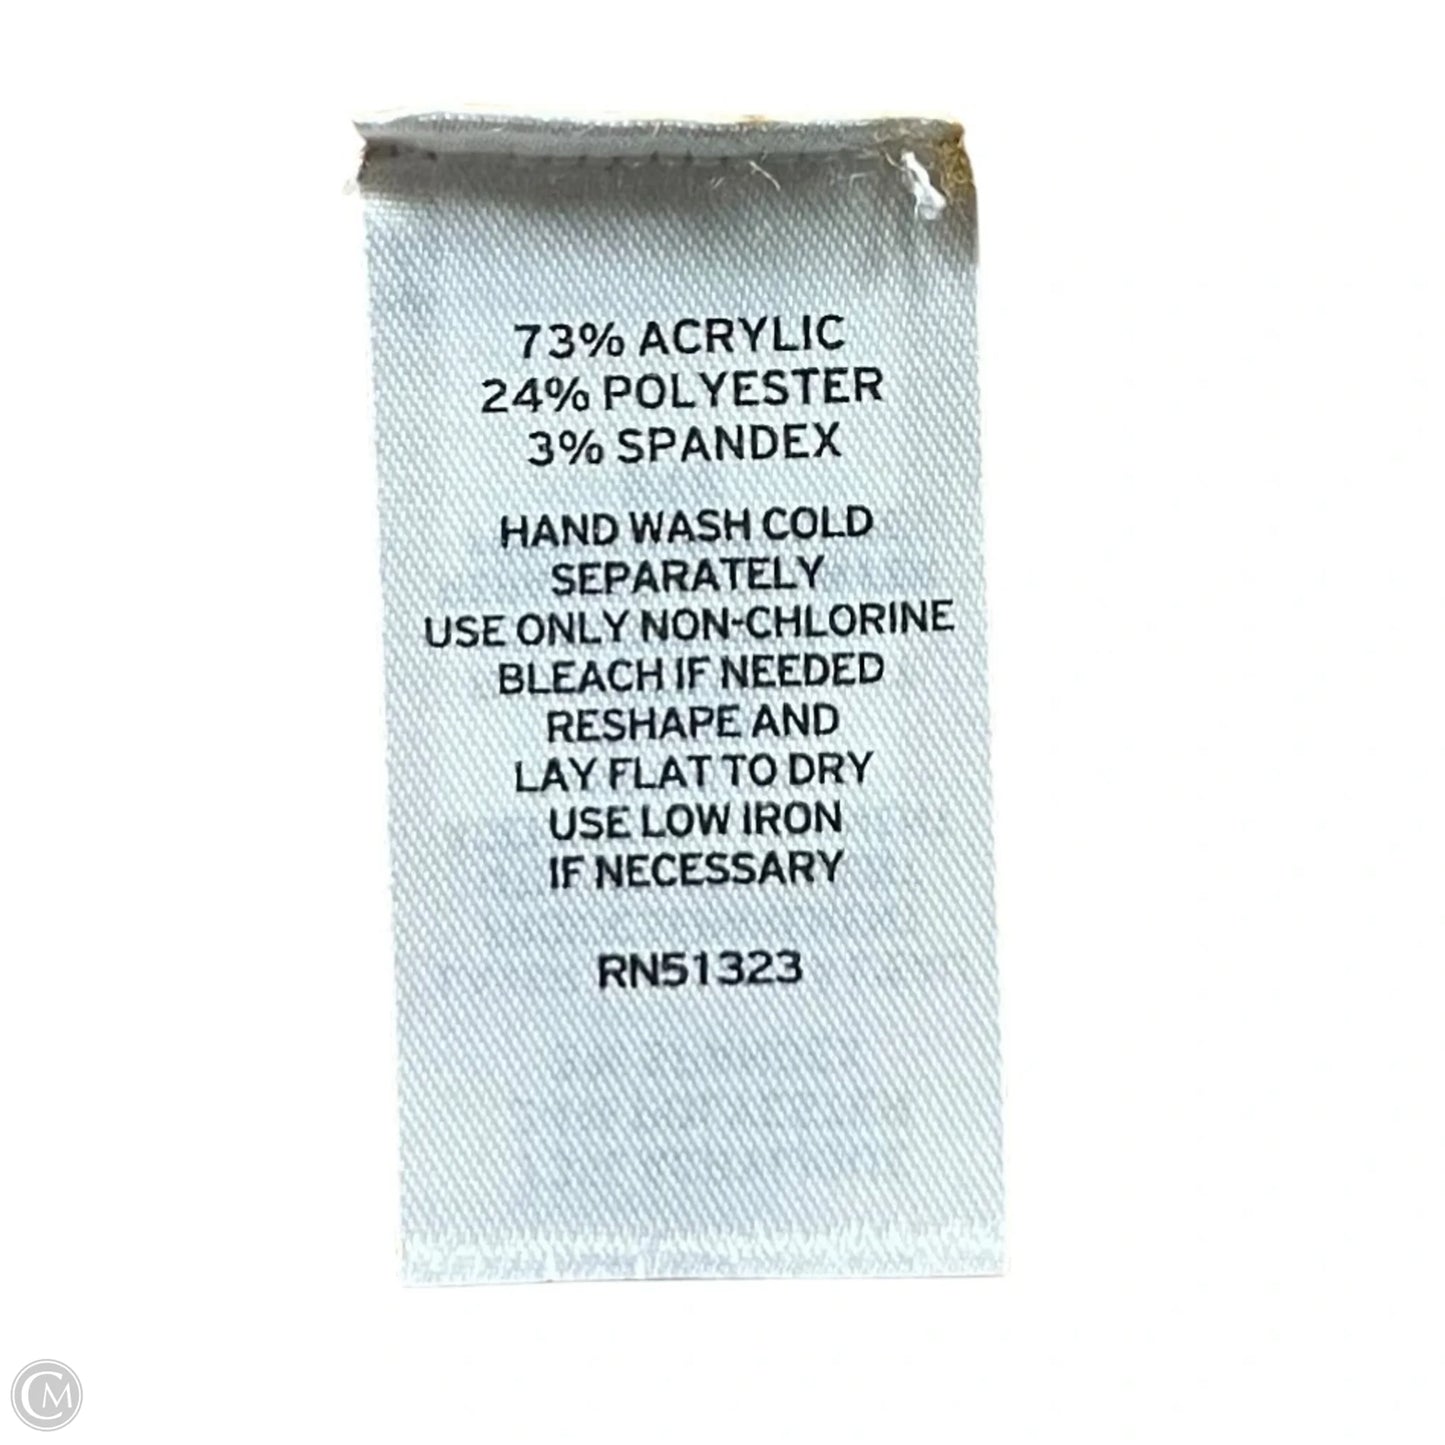 73% ACRYLIC
24% POLYESTER
3% SPANDEX
HAND WASH COLD
SEPARATELY
USE ONLY NON-CHLORINE
BLEACH IF NEEDED
RESHAPE AND
LAY FLAT TO DRY
USE LOW IRON
IF NECESSARY
RN51323
CM